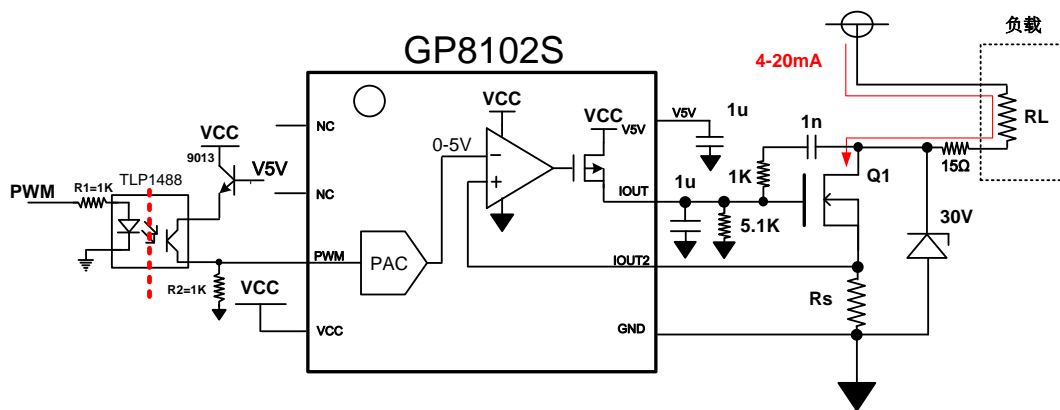 GP8102S
负载
4-20mA
RL
15Ω
VCC
9013
V5V
TLP1488
PWM
R1=1K
R2=1K
VCC
NC
NC
PWM
VCC
PAC
0-5V
VCC
VCC
V5V
IOUT
IOUT2
GND
V5V
1u
1u
1n
1K
5.1K
Q1
30V
Rs